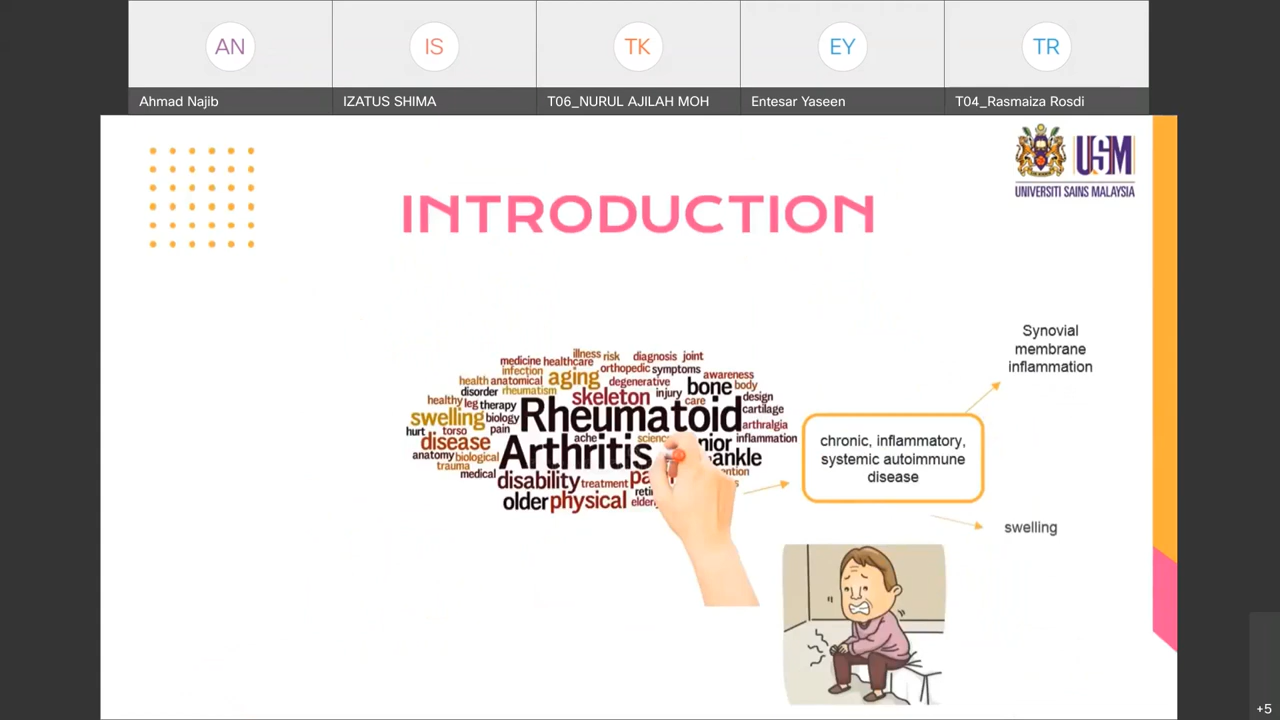 AN
IS
TK
EY
TR
Ahmad Najib
IZATUS SHIMA
T06_NURUL AJILAH MOH
Entesar Yaseen
T04_Rasmaiza Rosdi
USM
UNIVERSITI SAINS MALAYSIA
INTRODUCTION
illness risk diagnosis joint
medicine healthcare orthopedic symptoms awareness
infection aging degenerative bone body
health anatomical skeleton injury care design
disorder rheumatism cartilage
healthy leg therapy Rheumatoid
swelling biology arthralgia
hurt torso pain ache inflammation
disease Arthritis ankle
anatomy biological
trauma
medical disability treatment
older physical
Synovial
membrane
inflammation
chronic, inflammatory,
systemic autoimmune
disease
swelling
+5